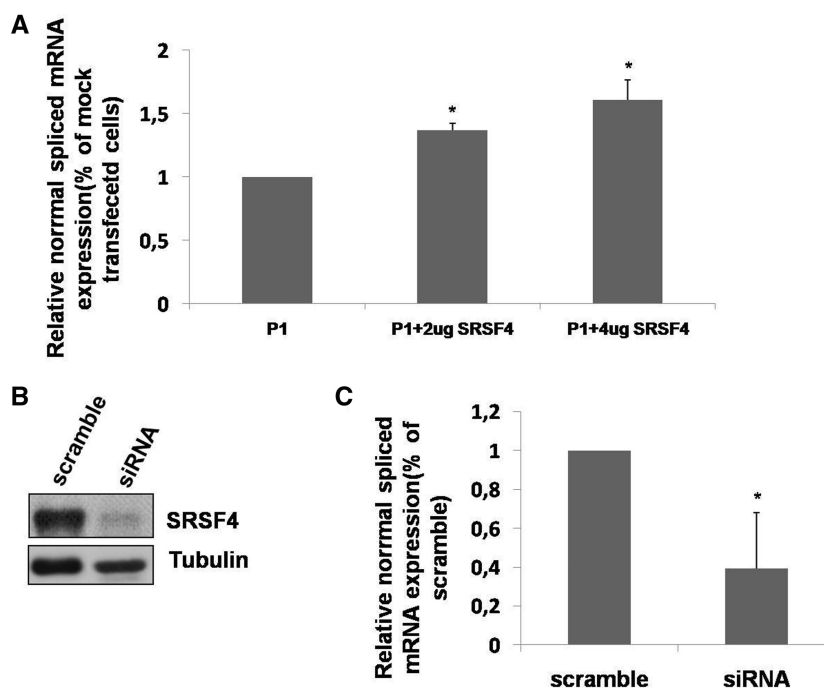 A
Relative norrmal spliced mRNA
expression(% of mock
transfecetd cells)
2
1,5
1
0,5
0
*
*
P1
P1+2ug SRSF4
P1+4ug SRSF4
B
scramble
siRNA
SRSF4
Tubulin
C
Relative norrmal spliced
mRNA expression(% of
scramble)
1,2
1
0,8
0,6
0,4
0,2
0
*
scramble
siRNA